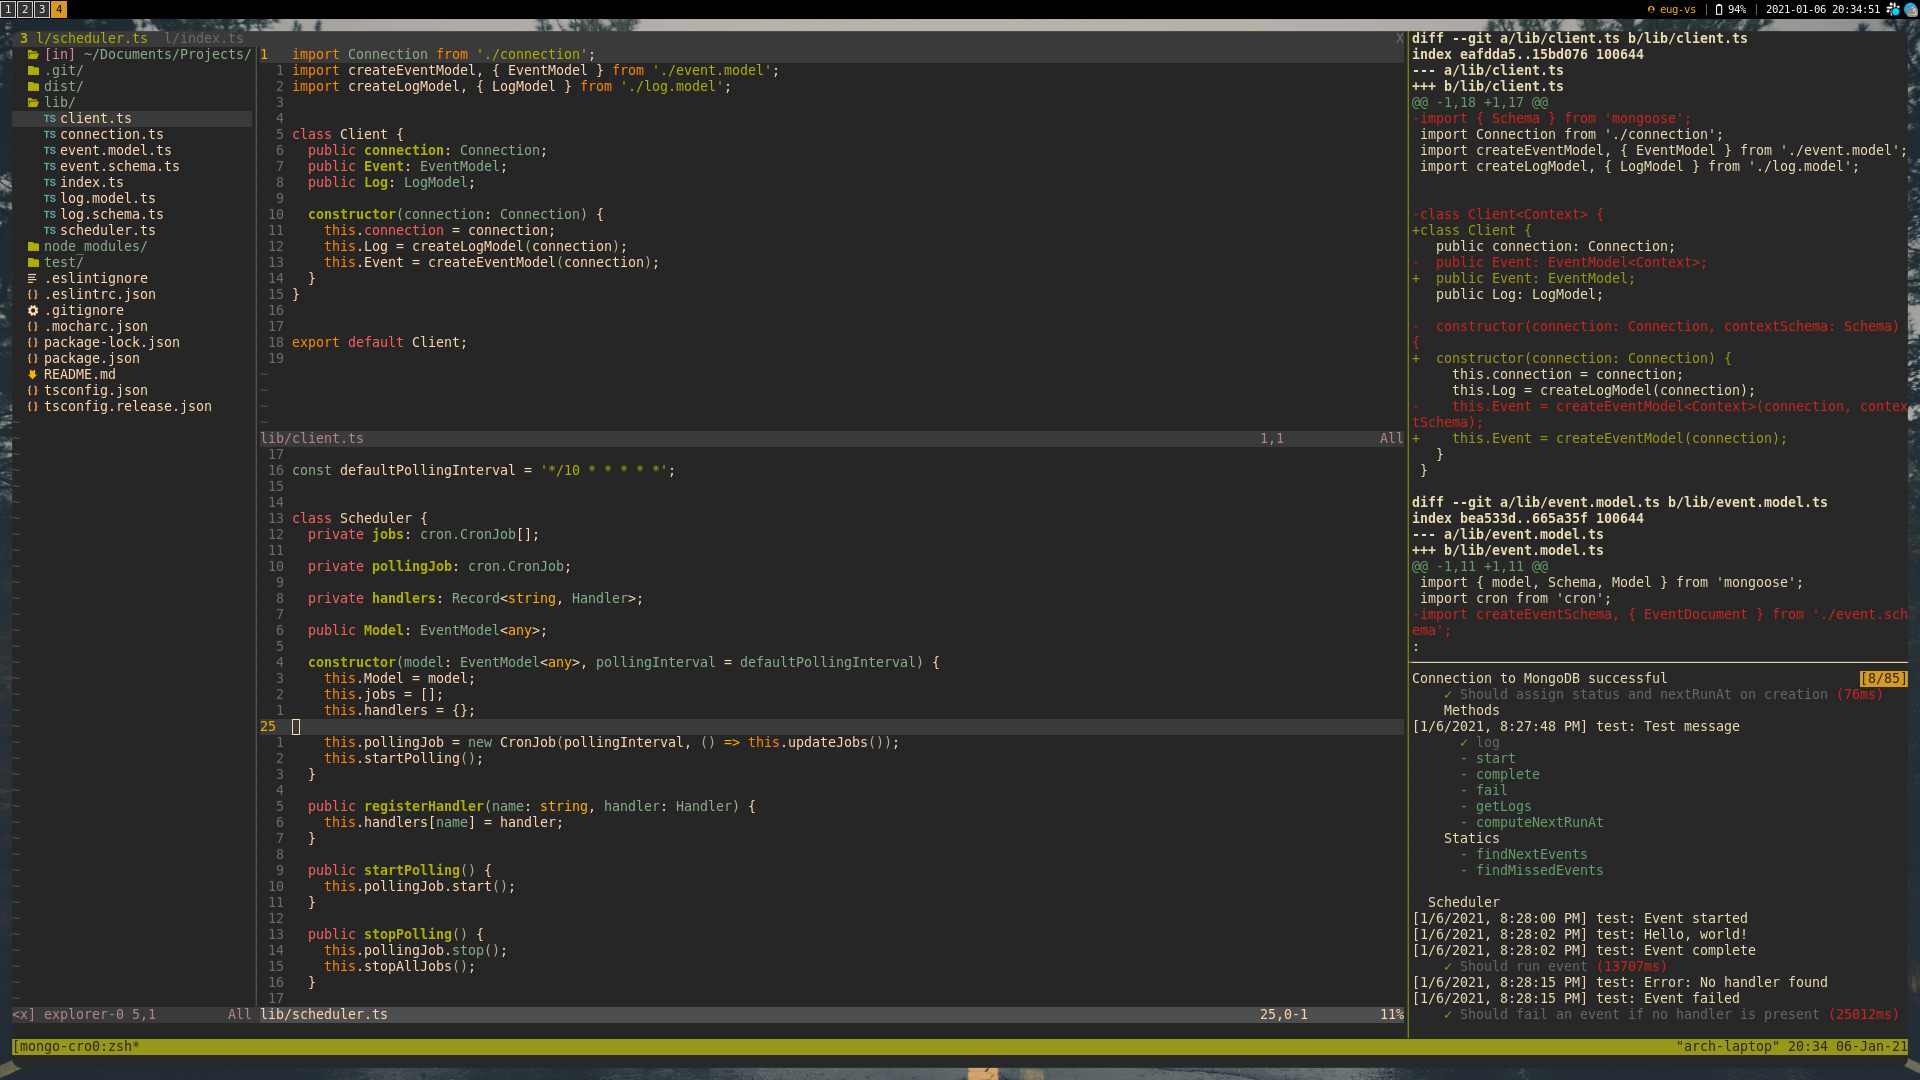 1 2 3 4
eug-vs | 94% | 2021-01-06 20:34:51
3 l/scheduler.ts  l/index.ts X
[in] ~/Documents/Projects/
.git/
dist/
lib/
TS client.ts
TS connection.ts
TS event.model.ts
TS event.schema.ts
TS index.ts
TS log.model.ts
TS log.schema.ts
TS scheduler.ts
node_modules/
test/
.eslintignore
{} .eslintrc.json
.gitignore
{} .mocharc.json
{} package-lock.json
{} package.json
README.md
{} tsconfig.json
{} tsconfig.release.json
<x] explorer-0 5,1 All
1 import Connection from './connection';
1 import createEventModel, { EventModel } from './event.model';
2 import createLogModel, { LogModel } from './log.model';
3
4
5 class Client {
6 public connection: Connection;
7 public Event: EventModel;
8 public Log: LogModel;
9
10 constructor(connection: Connection) {
11 this.connection = connection;
12 this.Log = createLogModel(connection);
13 this.Event = createEventModel(connection);
14 }
15 }
16
17
18 export default Client;
19
~
~
~
~
lib/client.ts 1,1 All
17
16 const defaultPollingInterval = '*/10 * * * * *';
15
14
13 class Scheduler {
12 private jobs: cron.CronJob[];
11
10 private pollingJob: cron.CronJob;
9
8 private handlers: Record<string, Handler>;
7
6 public Model: EventModel<any>;
5
4 constructor(model: EventModel<any>, pollingInterval = defaultPollingInterval) {
3 this.Model = model;
2 this.jobs = [];
1 this.handlers = {};
25
1 this.pollingJob = new CronJob(pollingInterval, () => this.updateJobs());
2 this.startPolling();
3 }
4
5 public registerHandler(name: string, handler: Handler) {
6 this.handlers[name] = handler;
7 }
8
9 public startPolling() {
10 this.pollingJob.start();
11 }
12
13 public stopPolling() {
14 this.pollingJob.stop();
15 this.stopAllJobs();
16 }
17
lib/scheduler.ts 25,0-1 11%
diff --git a/lib/client.ts b/lib/client.ts
index eafdda5..15bd076 100644
--- a/lib/client.ts
+++ b/lib/client.ts
@@ -1,18 +1,17 @@
-import { Schema } from 'mongoose';
import Connection from './connection';
import createEventModel, { EventModel } from './event.model';
import createLogModel, { LogModel } from './log.model';
-class Client<Context> {
+class Client {
public connection: Connection;
- public Event: EventModel<Context>;
+ public Event: EventModel;
public Log: LogModel;
- constructor(connection: Connection, contextSchema: Schema)
{
+ constructor(connection: Connection) {
this.connection = connection;
this.Log = createLogModel(connection);
- this.Event = createEventModel<Context>(connection, contex
tSchema);
+ this.Event = createEventModel(connection);
}
}
diff --git a/lib/event.model.ts b/lib/event.model.ts
index bea533d..665a35f 100644
--- a/lib/event.model.ts
+++ b/lib/event.model.ts
@@ -1,11 +1,11 @@
import { model, Schema, Model } from 'mongoose';
import cron from 'cron';
-import createEventSchema, { EventDocument } from './event.sch
ema';
:
Connection to MongoDB successful [8/85]
✓ Should assign status and nextRunAt on creation (76ms)
Methods
[1/6/2021, 8:27:48 PM] test: Test message
✓ log
- start
- complete
- fail
- getLogs
- computeNextRunAt
Statics
- findNextEvents
- findMissedEvents
Scheduler
[1/6/2021, 8:28:00 PM] test: Event started
[1/6/2021, 8:28:02 PM] test: Hello, world!
[1/6/2021, 8:28:02 PM] test: Event complete
✓ Should run event (13707ms)
[1/6/2021, 8:28:15 PM] test: Error: No handler found
[1/6/2021, 8:28:15 PM] test: Event failed
✓ Should fail an event if no handler is present (25012ms)
[mongo-cro0:zsh* "arch-laptop" 20:34 06-Jan-21